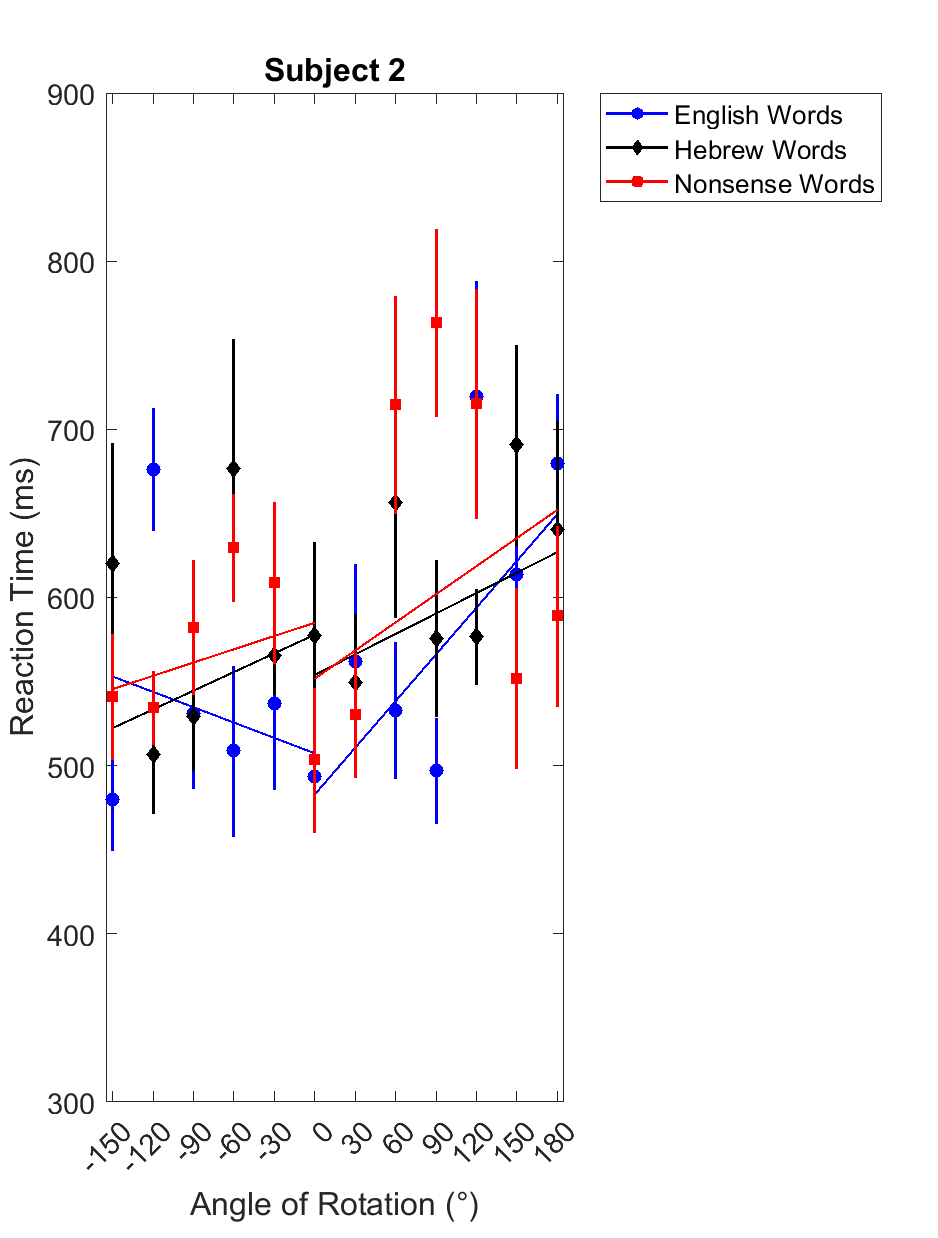 Subject 2
900
800
700
600
500
400
300
Reaction Time (ms)
-150 -120 -90 -60 -30 0 30 60 90 120 150 180
Angle of Rotation (°)
English Words
Hebrew Words
Nonsense Words